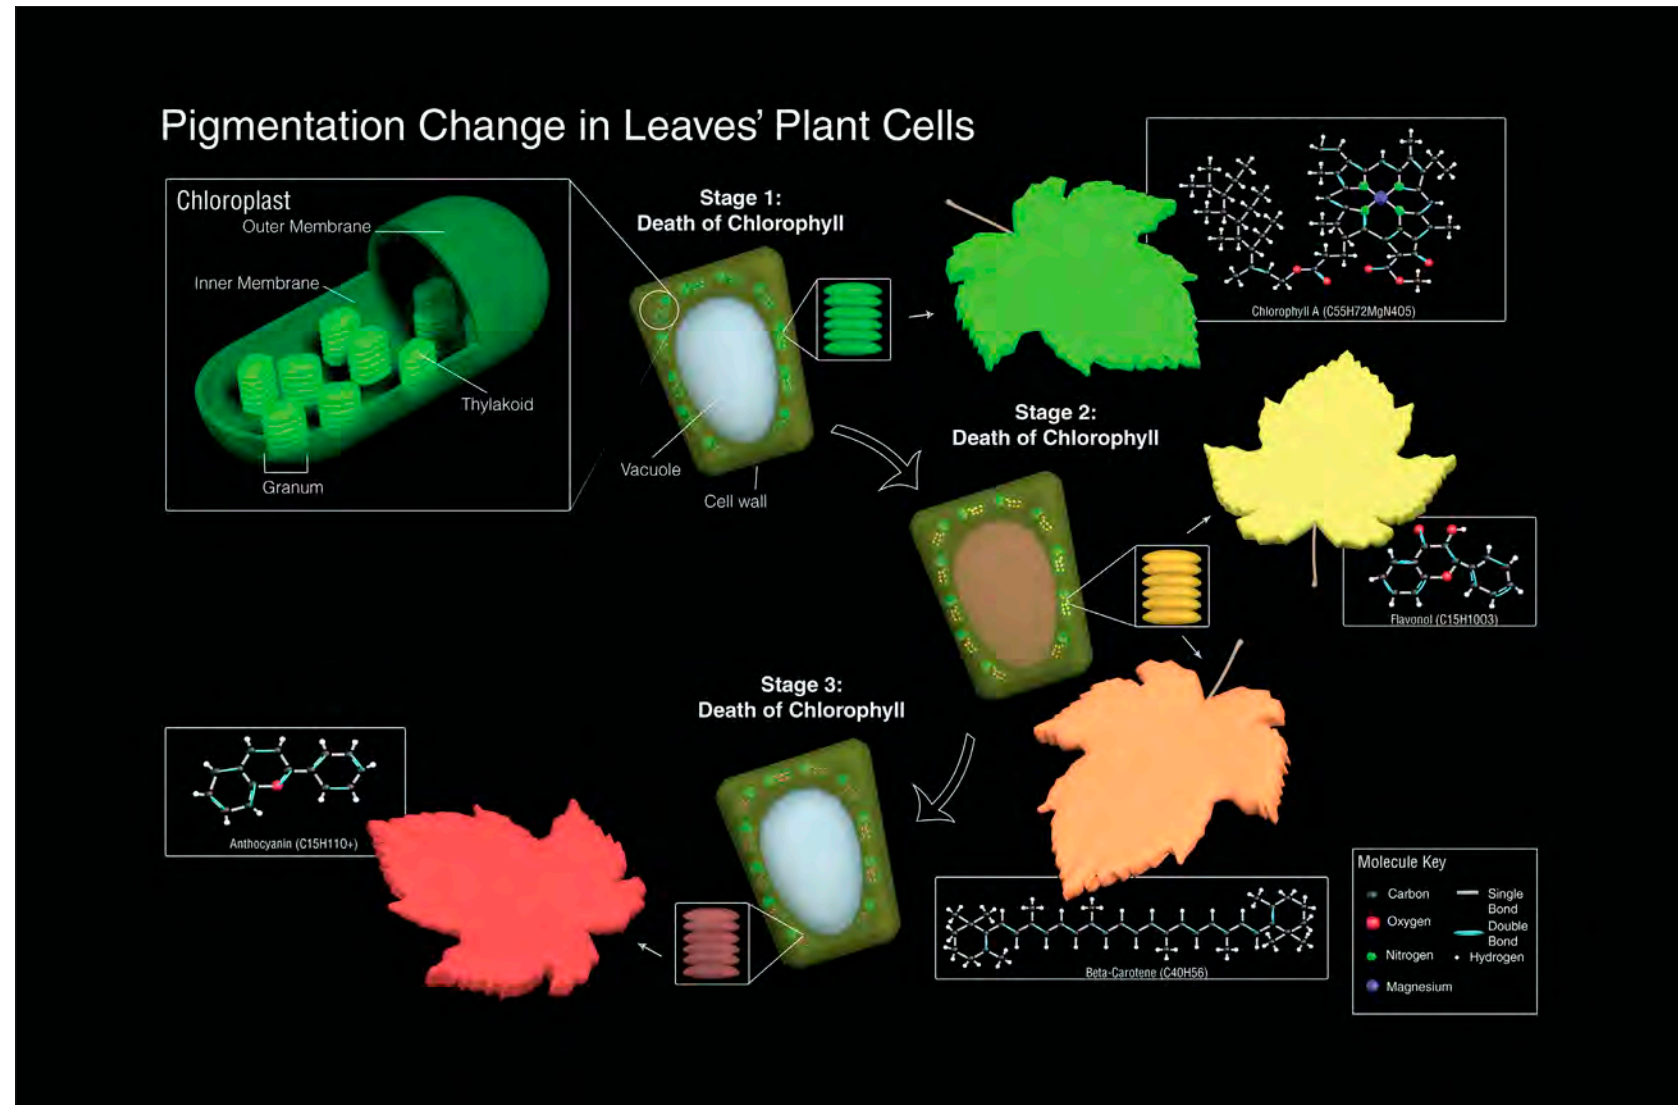 Pigmentation Change in Leaves' Plant Cells
Chloroplast
Outer Membrane
Inner Membrane
Thylakoid
Granum
Stage 1:
Death of Chlorophyll
Vacuole
Cell wall
Chlorophyll A (C55H72MgN4O5)
Stage 2:
Death of Chlorophyll
Flavonol (C15H10O3)
Stage 3:
Death of Chlorophyll
Anthocyanin (C15H11O+)
Beta-Carotene (C40H56)
Molecule Key
Carbon
Single
Bond
Oxygen
Double
Bond
Nitrogen
Hydrogen
Magnesium